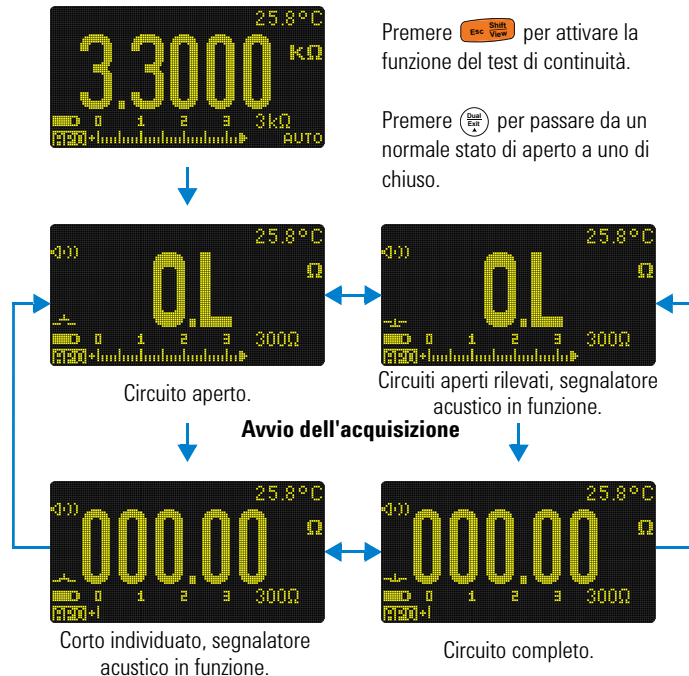 25.8°C
3.3000 KΩ
0 1 2 3 3kΩ
APO AUTO
Premere Esc Shift View per attivare la
funzione del test di continuità.
Premere Dual Exit per passare da un
normale stato di aperto a uno di
chiuso.
25.8°C
0.L Ω
0 1 2 3 300Ω
APO
Circuito aperto.
25.8°C
0.L Ω
0 1 2 3 300Ω
APO
Circuiti aperti rilevati, segnalatore
acustico in funzione.
Avvio dell'acquisizione
25.8°C
000.00 Ω
0 1 2 3 300Ω
APO
Corto individuato, segnalatore
acustico in funzione.
25.8°C
000.00 Ω
0 1 2 3 300Ω
APO
Circuito completo.